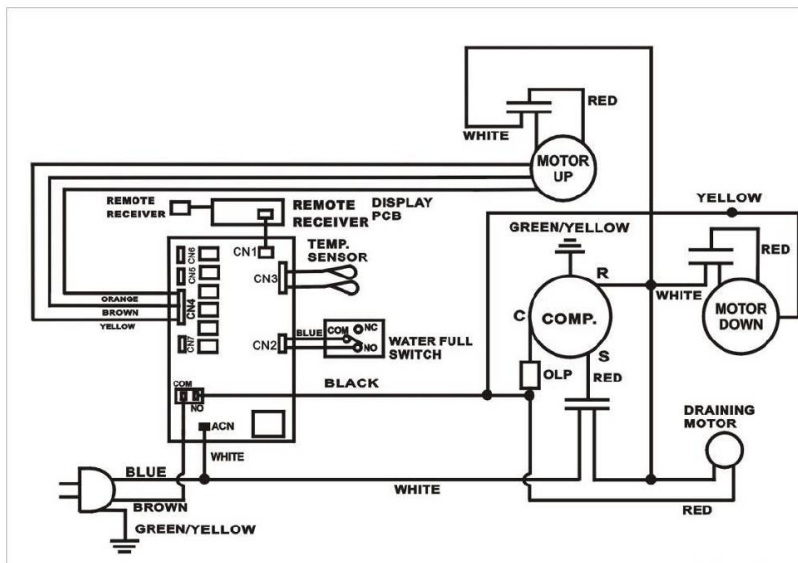 RED
WHITE
MOTOR
UP
REMOTE
RECEIVER
REMOTE
RECEIVER
DISPLAY
PCB
YELLOW
GREEN/YELLOW
TEMP.
SENSOR
CN1
CN6
CN5
CN3
R
RED
WHITE
ORANGE
BROWN
YELLOW
CN4
C
COMP.
MOTOR
DOWN
CN7
CN2
BLUE
COM
NC
NO
WATER FULL
SWITCH
S
OLP
RED
BLACK
COM
NO
ACN
DRAINING
MOTOR
WHITE
BLUE
WHITE
BROWN
RED
GREEN/YELLOW